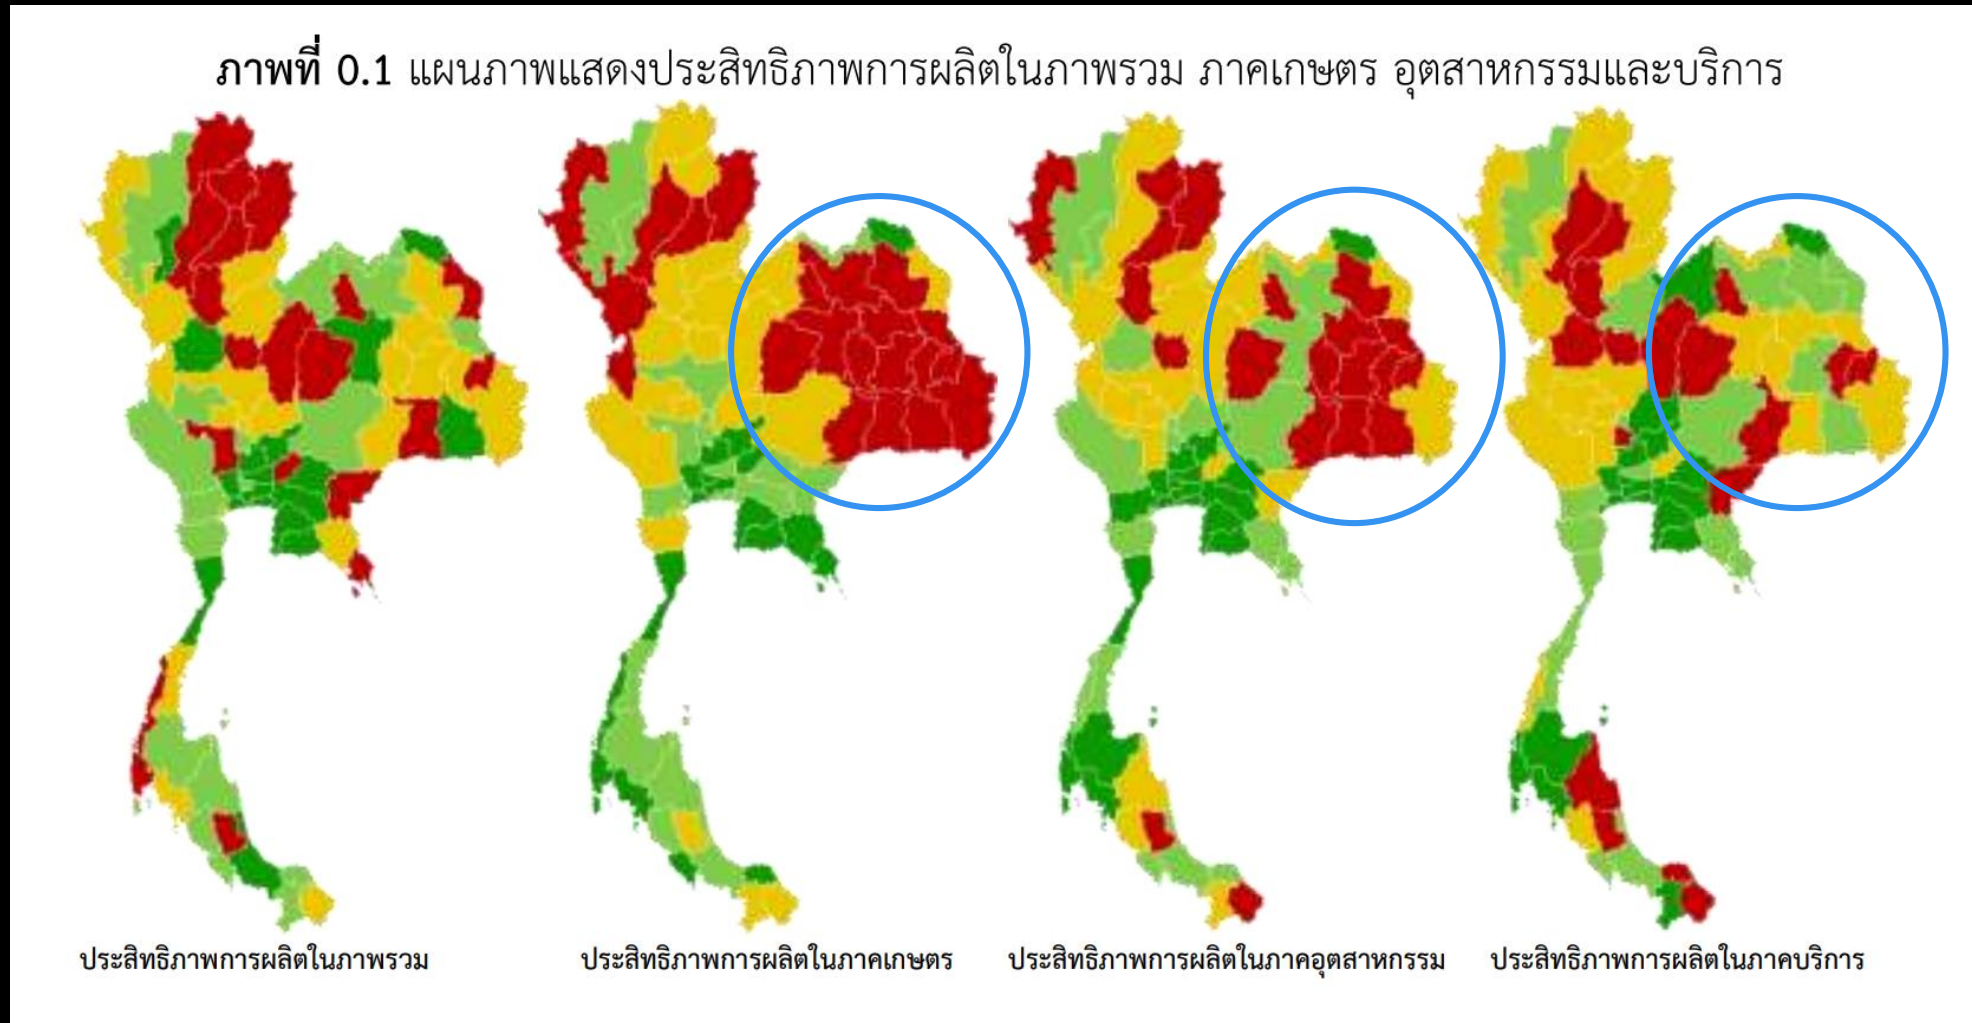 ภาพที่ 0.1 แผนภาพแสดงประสิทธิภาพการผลิตในภาพรวม ภาคเกษตร อุตสาหกรรมและบริการ
ประสิทธิภาพการผลิตในภาพรวม
ประสิทธิภาพการผลิตในภาคเกษตร
ประสิทธิภาพการผลิตในภาคอุตสาหกรรม
ประสิทธิภาพการผลิตในภาคบริการ